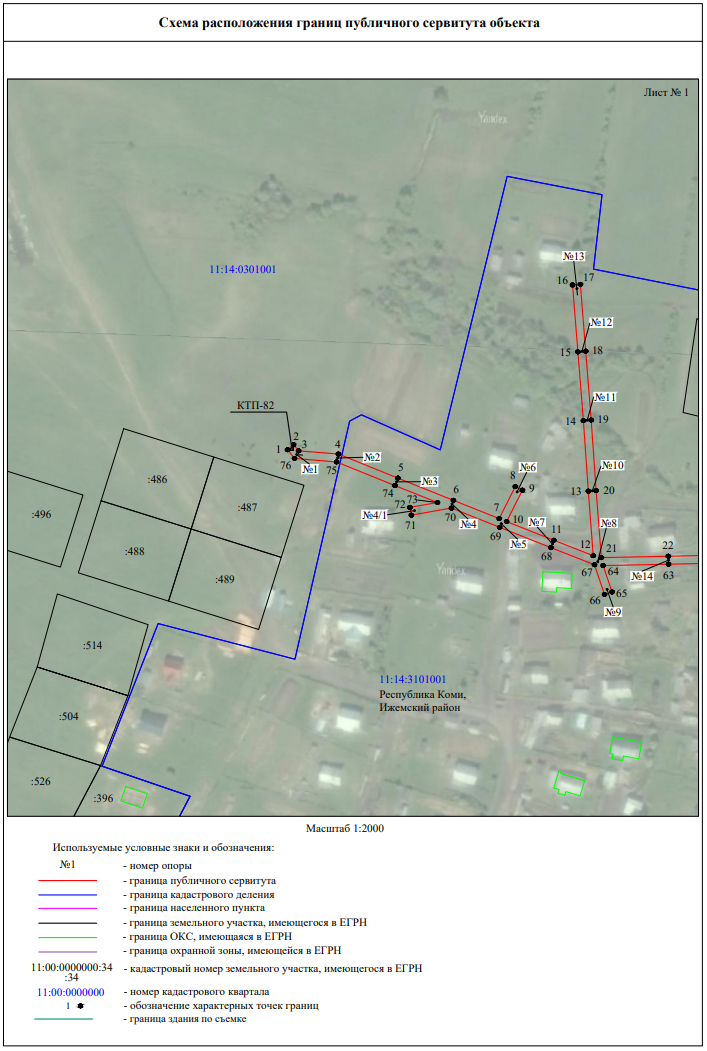 Схема расположения границ публичного сервитута объекта
Лист № 1
Yandex
№13
16 17
11:14:0301001
№12
15 18
КТП-82
№11
14 19
2
1 3 4
№2
76 №1 75
5
№3
74
№6
8 9
№10
13 20
:486
:487
:496
:488
:489
73 6
72
№4/1
71 70 №4
7 10
69 №5
№7 11
68
№8
12 21 22
67 64 63
№14
Yandex
66 65
№9
:514
11:14:3101001
Республика Коми,
Ижемский район
:504
:526
:396
Масштаб 1:2000
Используемые условные знаки и обозначения:
№1 - номер опоры
- граница публичного сервитута
- граница кадастрового деления
- граница населенного пункта
- граница земельного участка, имеющегося в ЕГРН
- граница ОКС, имеющаяся в ЕГРН
- граница охранной зоны, имеющейся в ЕГРН
11:00:0000000:34
:34
- кадастровый номер земельного участка, имеющегося в ЕГРН
11:00:0000000 - номер кадастрового квартала
1 - обозначение характерных точек границ
- граница здания по съемке